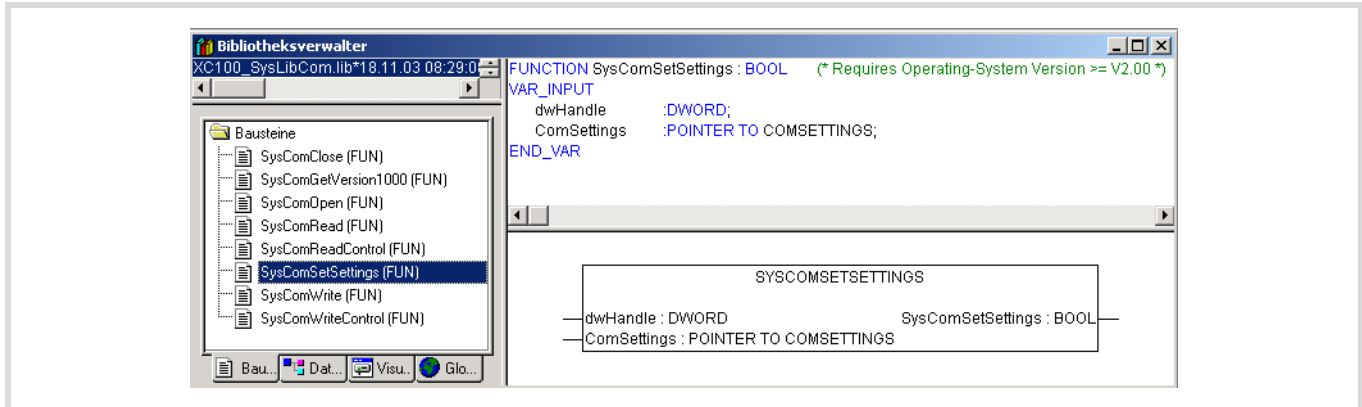 Bibliotheksverwalter
XC100_SysLibCom.lib*18.11.03 08:29:0
Bausteine
SysComClose (FUN)
SysComGetVersion1000 (FUN)
SysComOpen (FUN)
SysComRead (FUN)
SysComReadControl (FUN)
SysComSetSettings (FUN)
SysComWrite (FUN)
SysComWriteControl (FUN)
Bau... Dat... Visu.. Glo...
FUNCTION SysComSetSettings : BOOL (* Requires Operating-System Version >= V2.00 *)
VAR_INPUT
dwHandle :DWORD;
ComSettings :POINTER TO COMSETTINGS;
END_VAR
SYSCOMSETSETTINGS
dwHandle : DWORD SysComSetSettings : BOOL
ComSettings : POINTER TO COMSETTINGS